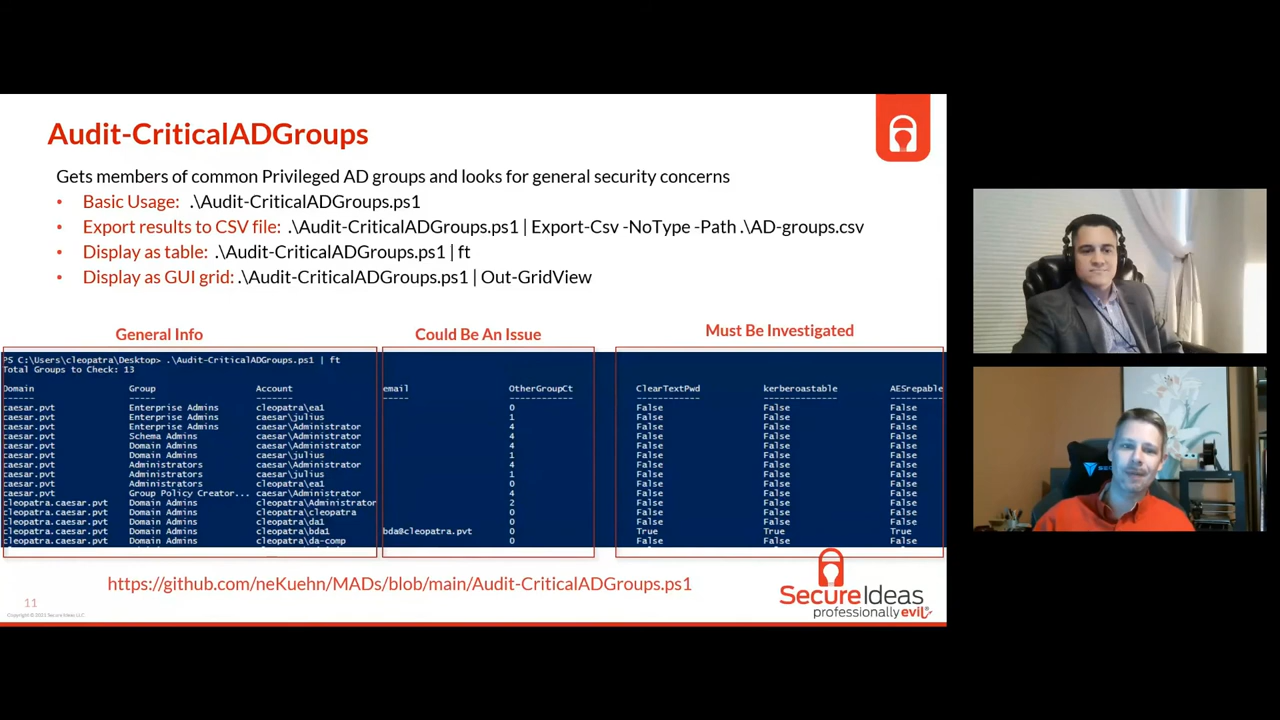 Audit-CriticalADGroups
Gets members of common Privileged AD groups and looks for general security concerns
• Basic Usage: .\Audit-CriticalADGroups.ps1
• Export results to CSV file: .\Audit-CriticalADGroups.ps1 | Export-Csv -NoType -Path .\AD-groups.csv
• Display as table: .\Audit-CriticalADGroups.ps1 | ft
• Display as GUI grid: .\Audit-CriticalADGroups.ps1 | Out-GridView
General Info Could Be An Issue Must Be Investigated
PS C:\Users\cleopatra\Desktop> .\Audit-CriticalADGroups.ps1 | ft
Total Groups to Check: 13
Domain Group Account email OtherGroupCt ClearTextPwd kerberoastable AESrepable
------ ----- ------- ----- ------------ ------------ -------------- ----------
caesar.pvt Enterprise Admins cleopatra\ea1 0 False False False
caesar.pvt Enterprise Admins caesar\julius 1 False False False
caesar.pvt Enterprise Admins caesar\Administrator 4 False False False
caesar.pvt Schema Admins caesar\Administrator 4 False False False
caesar.pvt Domain Admins caesar\Administrator 4 False False False
caesar.pvt Domain Admins caesar\julius 1 False False False
caesar.pvt Administrators caesar\Administrator 4 False False False
caesar.pvt Administrators caesar\julius 1 False False False
caesar.pvt Administrators cleopatra\ea1 0 False False False
caesar.pvt Group Policy Creator... caesar\Administrator 4 False False False
cleopatra.caesar.pvt Domain Admins cleopatra\Administrator 2 False False False
cleopatra.caesar.pvt Domain Admins cleopatra\cleopatra 0 False False False
cleopatra.caesar.pvt Domain Admins cleopatra\da1 0 False False False
cleopatra.caesar.pvt Domain Admins cleopatra\bda1 bda@cleopatra.pvt 0 True True True
cleopatra.caesar.pvt Domain Admins cleopatra\da-comp 0 False False False
https://github.com/neKuehn/MADs/blob/main/Audit-CriticalADGroups.ps1
11
SecureIdeas
professionally evil